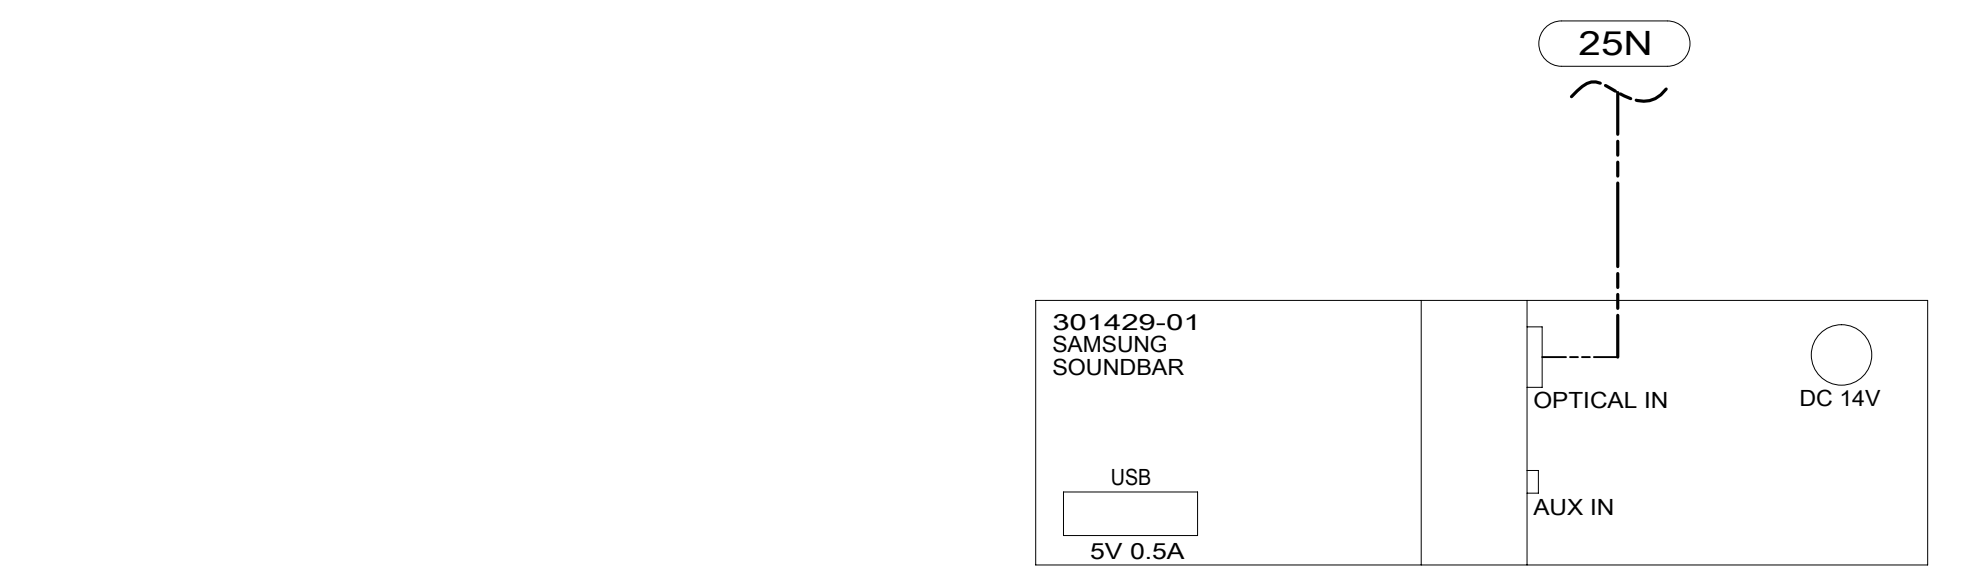 25N
301429-01
SAMSUNG
SOUNDBAR
OPTICAL IN
DC 14V
USB
AUX IN
5V 0.5A